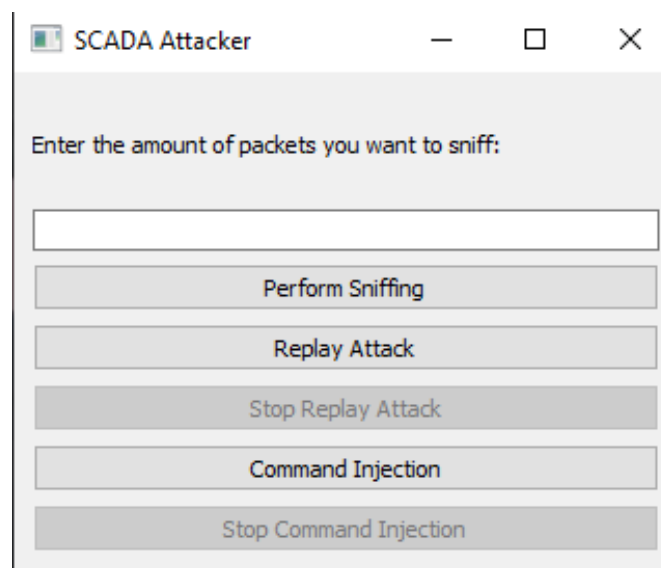 SCADA Attacker
Enter the amount of packets you want to sniff:
Perform Sniffing
Replay Attack
Stop Replay Attack
Command Injection
Stop Command Injection